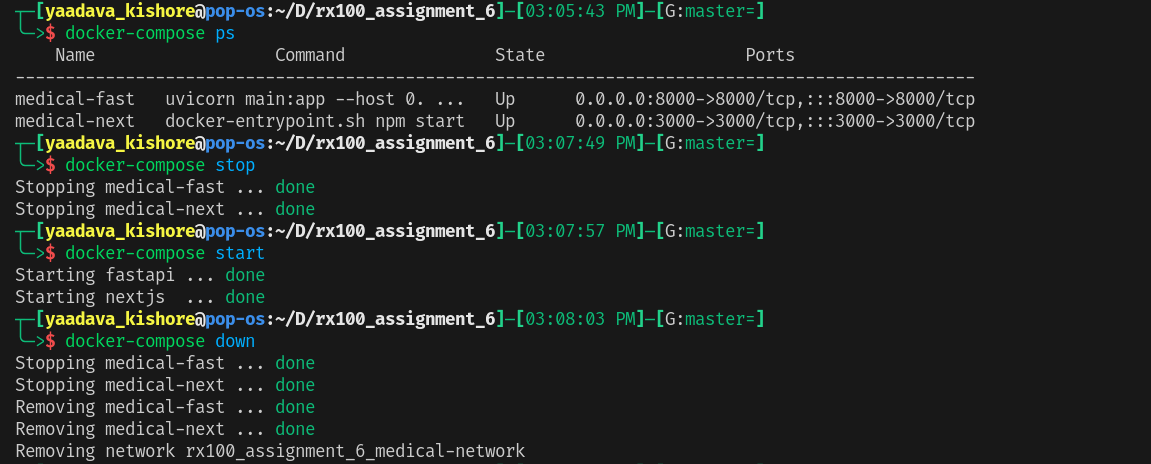 ┬─[yaadava_kishore@pop-os:~/D/rx100_assignment_6]─[03:05:43 PM]─[G:master=]
╰─>$ docker-compose ps
    Name                  Command               State                    Ports
------------------------------------------------------------------------------------------------
medical-fast   uvicorn main:app --host 0. ...   Up      0.0.0.0:8000->8000/tcp,:::8000->8000/tcp
medical-next   docker-entrypoint.sh npm start   Up      0.0.0.0:3000->3000/tcp,:::3000->3000/tcp
┬─[yaadava_kishore@pop-os:~/D/rx100_assignment_6]─[03:07:49 PM]─[G:master=]
╰─>$ docker-compose stop
Stopping medical-fast ... done
Stopping medical-next ... done
┬─[yaadava_kishore@pop-os:~/D/rx100_assignment_6]─[03:07:57 PM]─[G:master=]
╰─>$ docker-compose start
Starting fastapi ... done
Starting nextjs  ... done
┬─[yaadava_kishore@pop-os:~/D/rx100_assignment_6]─[03:08:03 PM]─[G:master=]
╰─>$ docker-compose down
Stopping medical-fast ... done
Stopping medical-next ... done
Removing medical-fast ... done
Removing medical-next ... done
Removing network rx100_assignment_6_medical-network